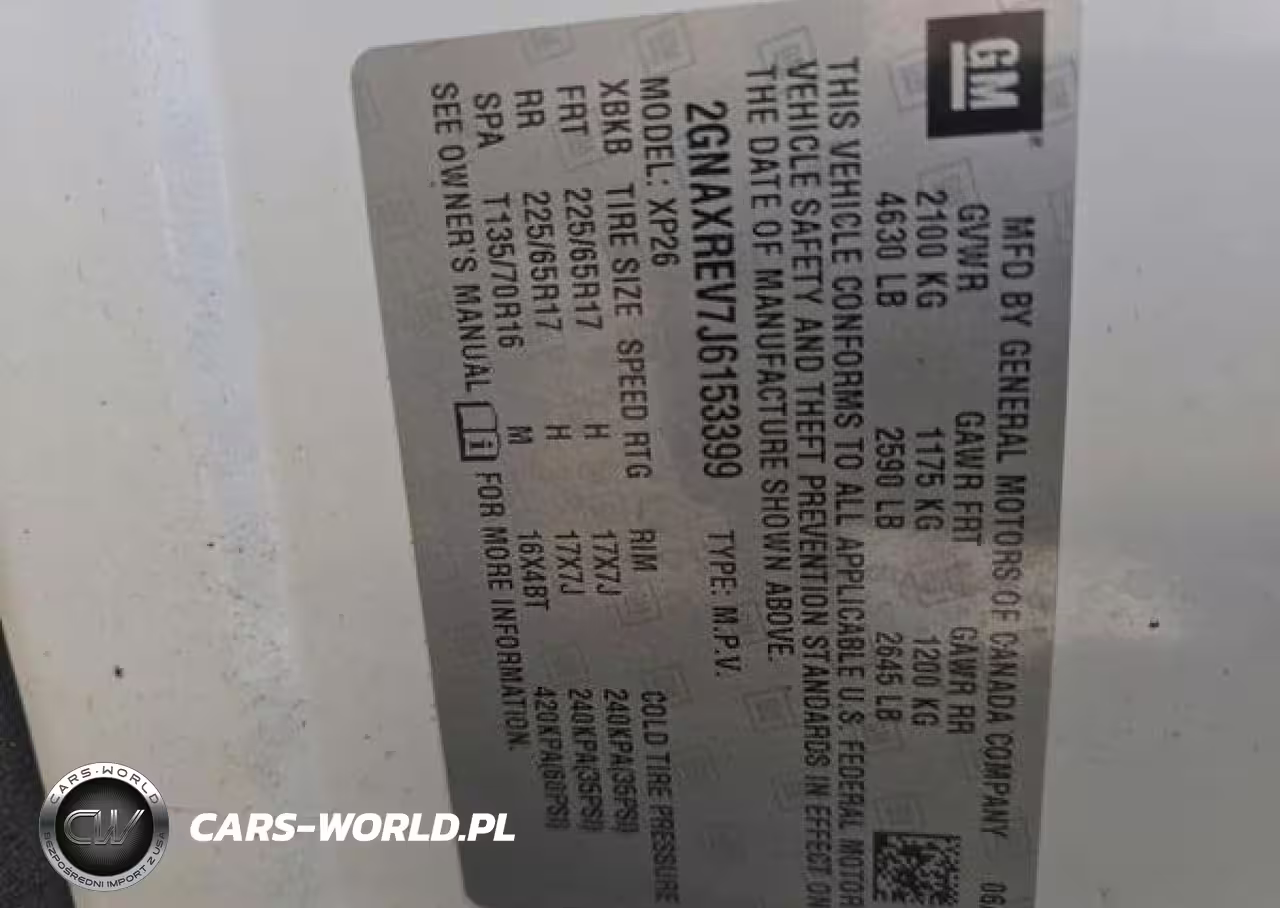 GM
MFD BY GENERAL MOTORS OF CANADA COMPANY 06/
GVWR GAWR FRT GAWR RR
2100 KG 1175 KG 1200 KG
4630 LB 2590 LB 2645 LB
THIS VEHICLE CONFORMS TO ALL APPLICABLE U.S. FEDERAL MOTOR
VEHICLE SAFETY AND THEFT PREVENTION STANDARDS IN EFFECT ON
THE DATE OF MANUFACTURE SHOWN ABOVE.
2GNAXREV7J6153399 TYPE: M.P.V.
MODEL: XP26
XBKB TIRE SIZE SPEED RTG RIM COLD TIRE PRESSURE
FRT 225/65R17 H 17X7J 240KPA(35PSI)
RR 225/65R17 H 17X7J 240KPA(35PSI)
SPA T135/70R16 M 16X4BT 420KPA(60PSI)
SEE OWNER'S MANUAL FOR MORE INFORMATION.
CARS-WORLD
CW
BEZPOŚREDNI IMPORT Z USA
CARS-WORLD.PL